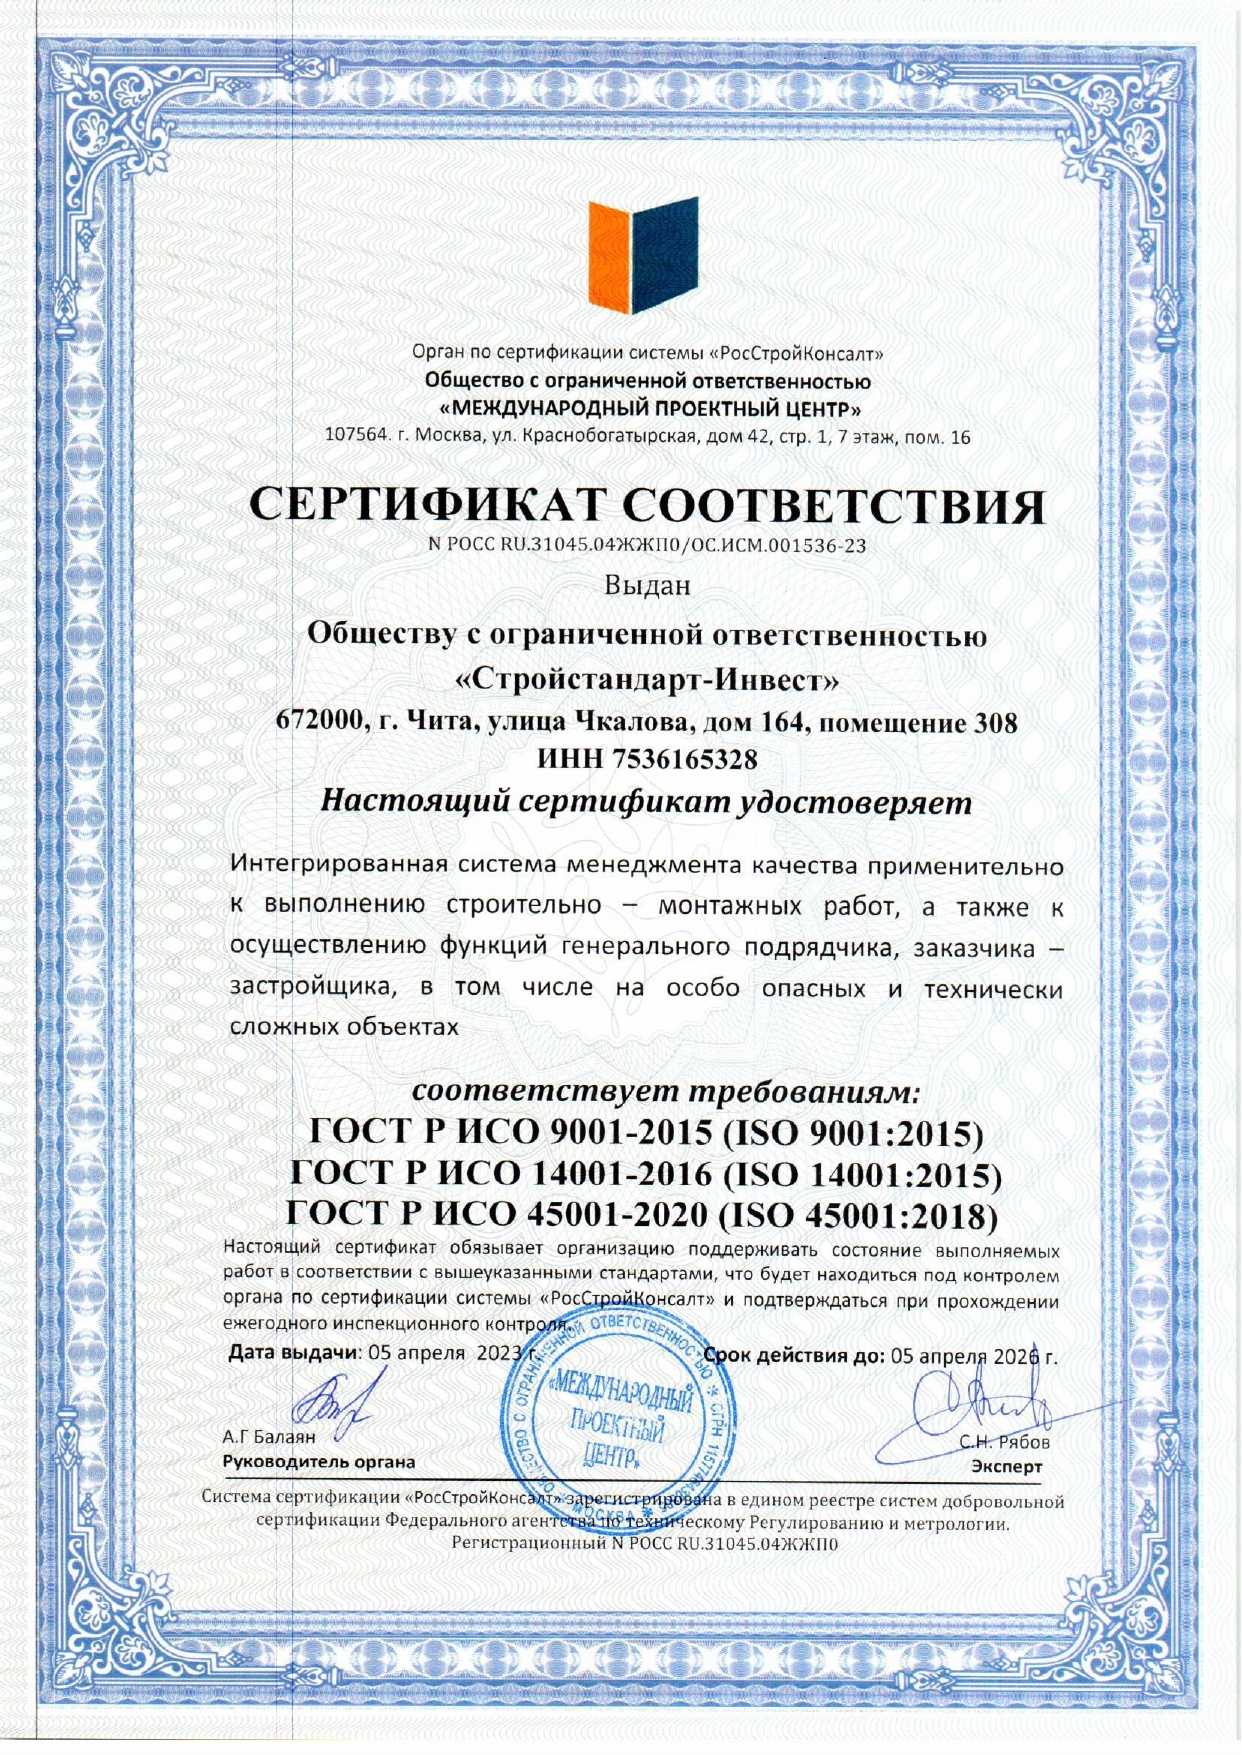 Орган по сертификации системы «РосСтройКонсалт»
Общество с ограниченной ответственностью
«МЕЖДУНАРОДНЫЙ ПРОЕКТНЫЙ ЦЕНТР»
107564. г. Москва, ул. Краснобогатырская, дом 42, стр. 1, 7 этаж, пом. 16
СЕРТИФИКАТ СООТВЕТСТВИЯ
N РОСС RU.31045.04ЖЖП0/ОС.ИСМ.001536-23
Выдан
Обществу с ограниченной ответственностью
«Стройстандарт-Инвест»
672000, г. Чита, улица Чкалова, дом 164, помещение 308
ИНН 7536165328
Настоящий сертификат удостоверяет
Интегрированная система менеджмента качества применительно
к выполнению строительно – монтажных работ, а также к
осуществлению функций генерального подрядчика, заказчика –
застройщика, в том числе на особо опасных и технически
сложных объектах
соответствует требованиям:
ГОСТ Р ИСО 9001-2015 (ISO 9001:2015)
ГОСТ Р ИСО 14001-2016 (ISO 14001:2015)
ГОСТ Р ИСО 45001-2020 (ISO 45001:2018)
Настоящий сертификат обязывает организацию поддерживать состояние выполняемых
работ в соответствии с вышеуказанными стандартами, что будет находиться под контролем
органа по сертификации системы «РосСтройКонсалт» и подтверждаться при прохождении
ежегодного инспекционного контроля.
Дата выдачи: 05 апреля 2023 г. Срок действия до: 05 апреля 2026 г.
ОБЩЕСТВО С ОГРАНИЧЕННОЙ ОТВЕТСТВЕННОСТЬЮ
МОСКВА
«МЕЖДУНАРОДНЫЙ
ПРОЕКТНЫЙ
ЦЕНТР»
А.Г Балаян С.Н. Рябов
Руководитель органа Эксперт
Система сертификации «РосСтройКонсалт» зарегистрирована в едином реестре систем добровольной
сертификации Федерального агентства по техническому Регулированию и метрологии.
Регистрационный N РОСС RU.31045.04ЖЖП0